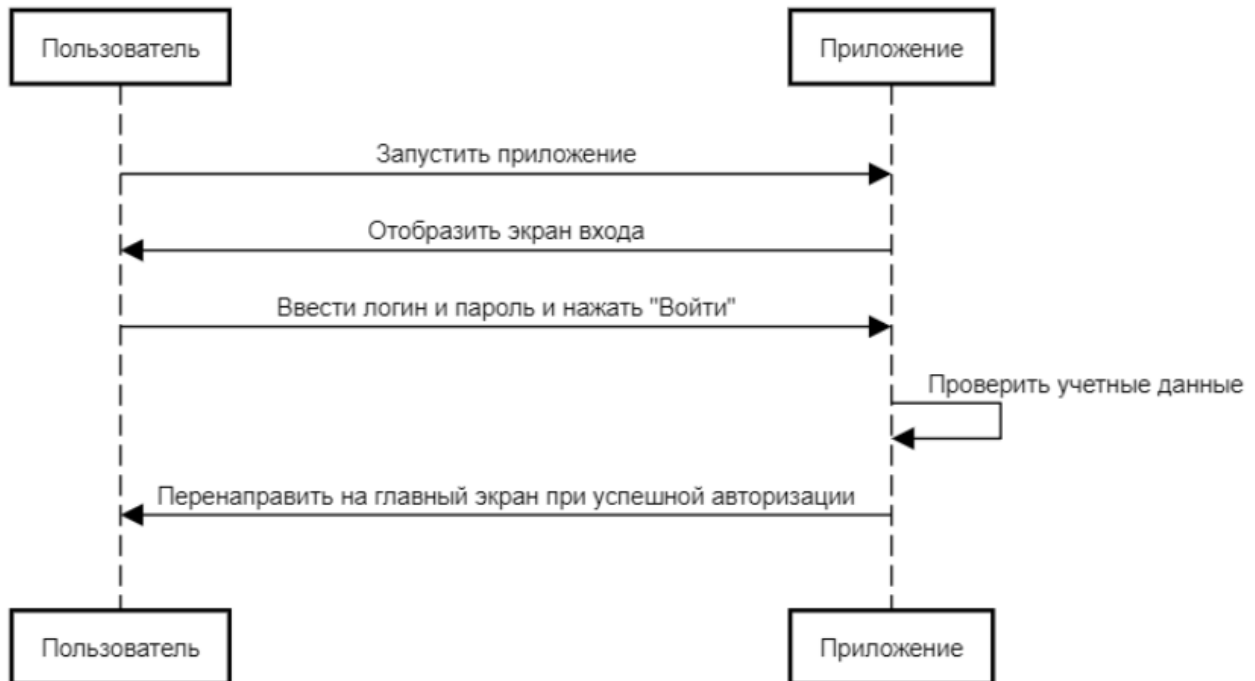 Пользователь
Приложение
Запустить приложение
Отобразить экран входа
Ввести логин и пароль и нажать "Войти"
Проверить учетные данные
Перенаправить на главный экран при успешной авторизации
Пользователь
Приложение